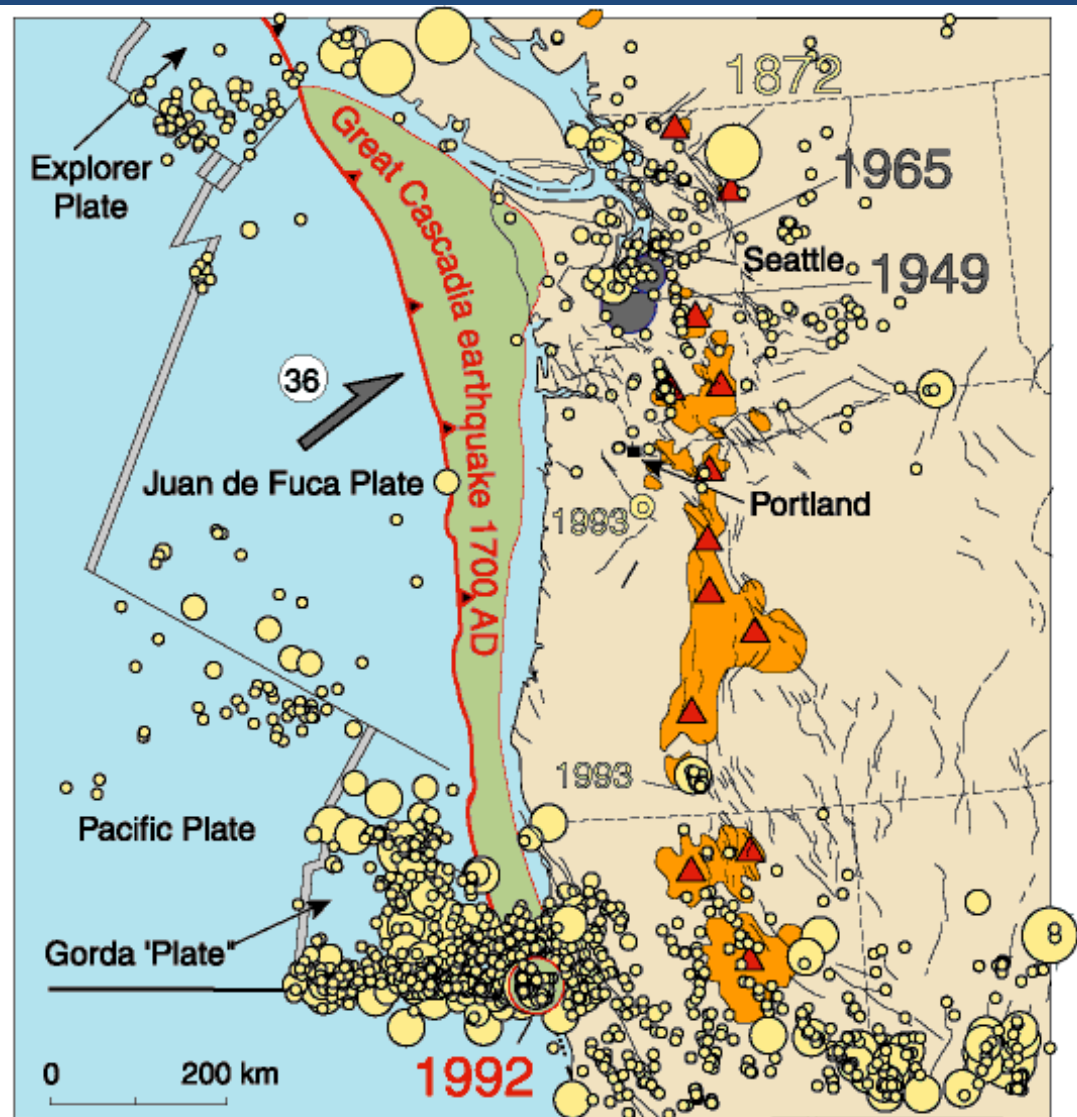 1872
Explorer
Plate
Great Cascadia earthquake 1700 AD
1965
Seattle
1949
36
Juan de Fuca Plate
Portland
1993
1993
Pacific Plate
Gorda 'Plate"
0 200 km
1992